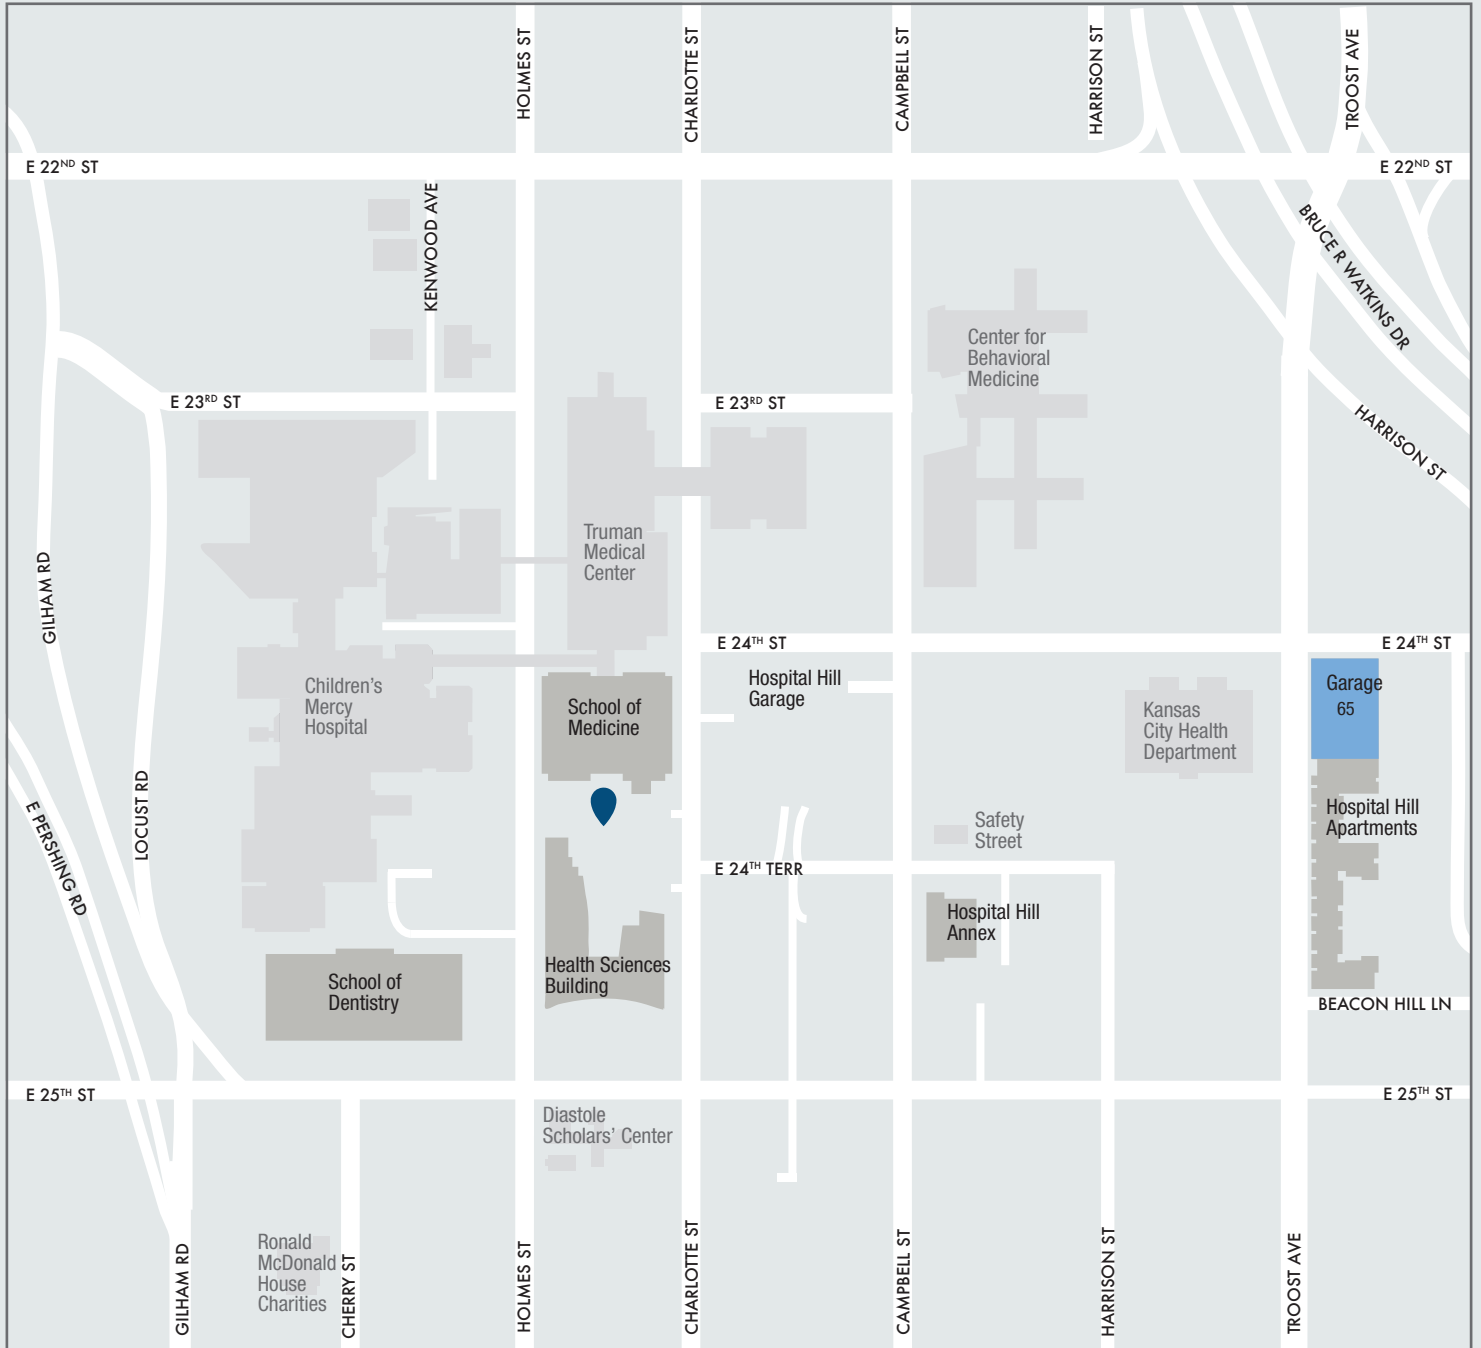 HOLMES ST
CHARLOTTE ST
CAMPBELL ST
HARRISON ST
TROOST AVE
E 22ND ST
E 22ND ST
KENWOOD AVE
BRUCE R WATKINS DR
Center for
Behavioral
Medicine
E 23RD ST
E 23RD ST
HARRISON ST
Truman
Medical
Center
GILHAM RD
E 24TH ST
E 24TH ST
Hospital Hill
Garage
Children's
Mercy
Hospital
School of
Medicine
Kansas
City Health
Department
Garage
65
LOCUST RD
E PERSHING RD
Safety
Street
Hospital Hill
Apartments
E 24TH TERR
Hospital Hill
Annex
Health Sciences
Building
School of
Dentistry
BEACON HILL LN
E 25TH ST
E 25TH ST
Diastole
Scholars' Center
Ronald
McDonald
House
Charities
GILHAM RD
CHERRY ST
HOLMES ST
CHARLOTTE ST
CAMPBELL ST
HARRISON ST
TROOST AVE